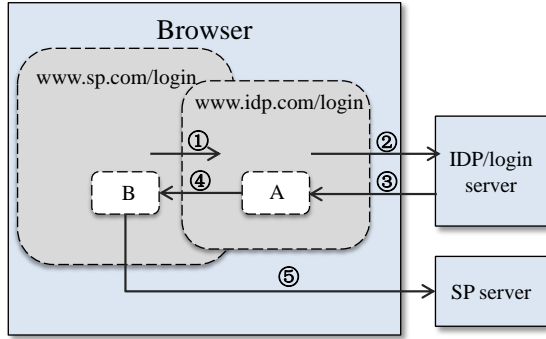 Browser
www.sp.com/login
www.idp.com/login
①
②
IDP/login
server
④
③
B
A
⑤
SP server